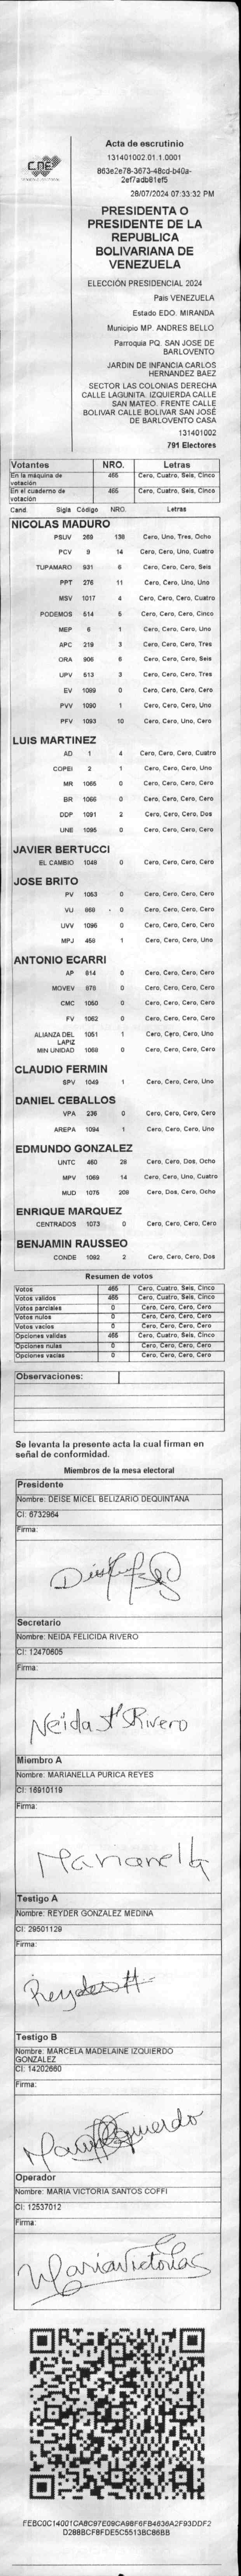 CNE
Acta de escrutinio
131401002.01.1.0001
863e2e78-3673-48cd-b40a-
2ef7adb81ef5
28/07/2024 07:33:32 PM
PRESIDENTA O
PRESIDENTE DE LA
REPUBLICA
BOLIVARIANA DE
VENEZUELA
ELECCIÓN PRESIDENCIAL 2024
País VENEZUELA
Estado EDO. MIRANDA
Municipio MP. ANDRES BELLO
Parroquia PQ. SAN JOSE DE
BARLOVENTO
JARDIN DE INFANCIA CARLOS
HERNANDEZ BAEZ
SECTOR LAS COLONIAS DERECHA
CALLE LAGUNITA. IZQUIERDA CALLE
SAN MATEO. FRENTE CALLE
BOLIVAR CALLE BOLIVAR SAN JOSÉ
DE BARLOVENTO CASA
131401002
791 Electores
Votantes NRO. Letras
En la máquina de votación 465 Cero, Cuatro, Seis, Cinco
En el cuaderno de votación 465 Cero, Cuatro, Seis, Cinco
Cand. Sigla Código NRO. Letras
NICOLAS MADURO
PSUV 269 138 Cero, Uno, Tres, Ocho
PCV 9 14 Cero, Cero, Uno, Cuatro
TUPAMARO 931 6 Cero, Cero, Cero, Seis
PPT 276 11 Cero, Cero, Uno, Uno
MSV 1017 4 Cero, Cero, Cero, Cuatro
PODEMOS 514 5 Cero, Cero, Cero, Cinco
MEP 6 1 Cero, Cero, Cero, Uno
APC 219 3 Cero, Cero, Cero, Tres
ORA 906 6 Cero, Cero, Cero, Seis
UPV 513 3 Cero, Cero, Cero, Tres
EV 1089 0 Cero, Cero, Cero, Cero
PVV 1090 1 Cero, Cero, Cero, Uno
PFV 1093 10 Cero, Cero, Uno, Cero
LUIS MARTINEZ
AD 1 4 Cero, Cero, Cero, Cuatro
COPEI 2 1 Cero, Cero, Cero, Uno
MR 1065 0 Cero, Cero, Cero, Cero
BR 1066 0 Cero, Cero, Cero, Cero
DDP 1091 2 Cero, Cero, Cero, Dos
UNE 1095 0 Cero, Cero, Cero, Cero
JAVIER BERTUCCI
EL CAMBIO 1048 0 Cero, Cero, Cero, Cero
JOSE BRITO
PV 1053 0 Cero, Cero, Cero, Cero
VU 868 0 Cero, Cero, Cero, Cero
UVV 1096 0 Cero, Cero, Cero, Cero
MPJ 458 1 Cero, Cero, Cero, Uno
ANTONIO ECARRI
AP 814 0 Cero, Cero, Cero, Cero
MOVEV 878 0 Cero, Cero, Cero, Cero
CMC 1050 0 Cero, Cero, Cero, Cero
FV 1062 0 Cero, Cero, Cero, Cero
ALIANZA DEL LAPIZ 1051 1 Cero, Cero, Cero, Uno
MIN UNIDAD 1068 0 Cero, Cero, Cero, Cero
CLAUDIO FERMIN
SPV 1049 1 Cero, Cero, Cero, Uno
DANIEL CEBALLOS
VPA 236 0 Cero, Cero, Cero, Cero
AREPA 1094 1 Cero, Cero, Cero, Uno
EDMUNDO GONZALEZ
UNTC 460 28 Cero, Cero, Dos, Ocho
MPV 1069 14 Cero, Cero, Uno, Cuatro
MUD 1075 208 Cero, Dos, Cero, Ocho
ENRIQUE MARQUEZ
CENTRADOS 1073 0 Cero, Cero, Cero, Cero
BENJAMIN RAUSSEO
CONDE 1092 2 Cero, Cero, Cero, Dos
Resumen de votos
Votos 465 Cero, Cuatro, Seis, Cinco
Votos validos 465 Cero, Cuatro, Seis, Cinco
Votos parciales 0 Cero, Cero, Cero, Cero
Votos nulos 0 Cero, Cero, Cero, Cero
Votos vacios 0 Cero, Cero, Cero, Cero
Opciones validas 465 Cero, Cuatro, Seis, Cinco
Opciones nulas 0 Cero, Cero, Cero, Cero
Opciones vacias 0 Cero, Cero, Cero, Cero
Observaciones:
Se levanta la presente acta la cual firman en
señal de conformidad.
Miembros de la mesa electoral
Presidente
Nombre: DEISE MICEL BELIZARIO DEQUINTANA
CI: 6732964
Firma:
Secretario
Nombre: NEIDA FELICIDA RIVERO
CI: 12470605
Firma:
Neida Rivero
Miembro A
Nombre: MARIANELLA PURICA REYES
CI: 16910119
Firma:
Marianella
Testigo A
Nombre: REYDER GONZALEZ MEDINA
CI: 29501129
Firma:
Reyder
Testigo B
Nombre: MARCELA MADELAINE IZQUIERDO
GONZALEZ
CI: 14202660
Firma:
Operador
Nombre: MARIA VICTORIA SANTOS COFFI
CI: 12537012
Firma:
FEBC0C14001CA8C97E09CA98F6FB4636A2F93DDF2
D288BCF8FDE5C5513BC86BB